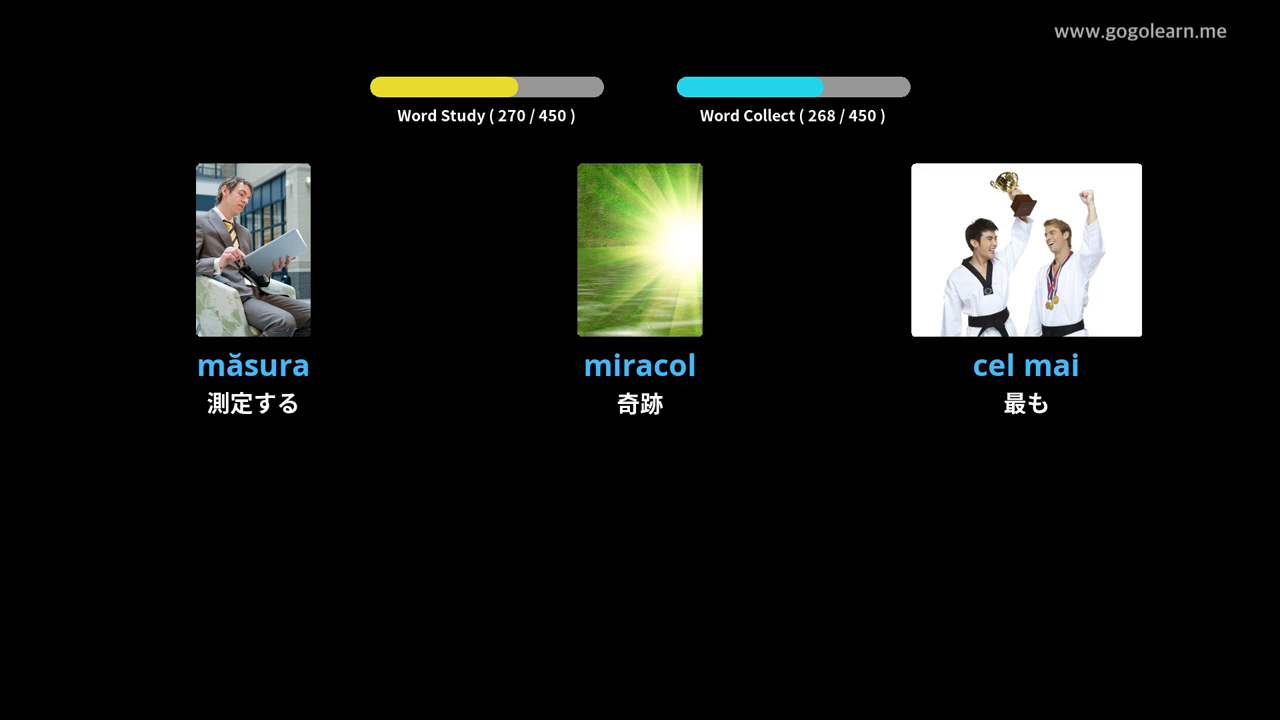 www.gogolearn.me
Word Study ( 270 / 450 )
Word Collect ( 268 / 450 )
măsura
測定する
miracol
奇跡
cel mai
最も